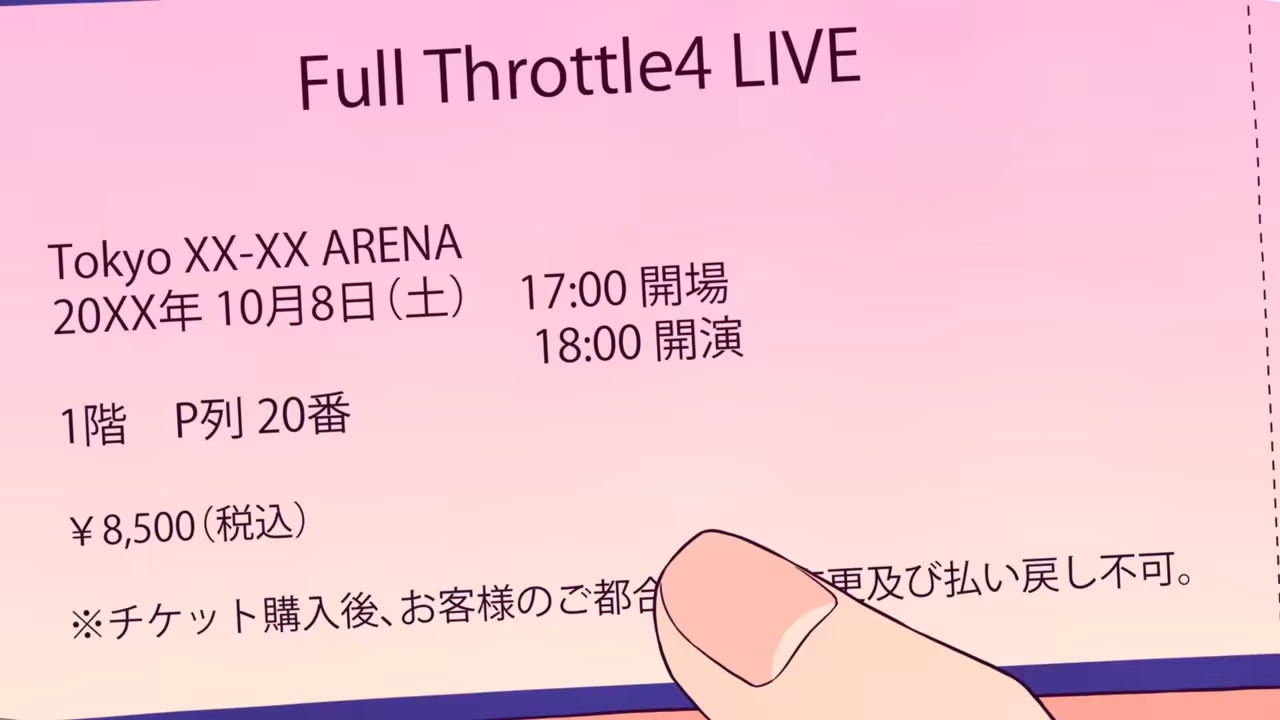 Full Throttle4 LIVE
Tokyo XX-XX ARENA
20XX年 10月8日(土) 17:00 開場
18:00 開演
1階 P列 20番
¥8,500(税込)
※チケット購入後、お客様のご都合 更及び払い戻し不可。